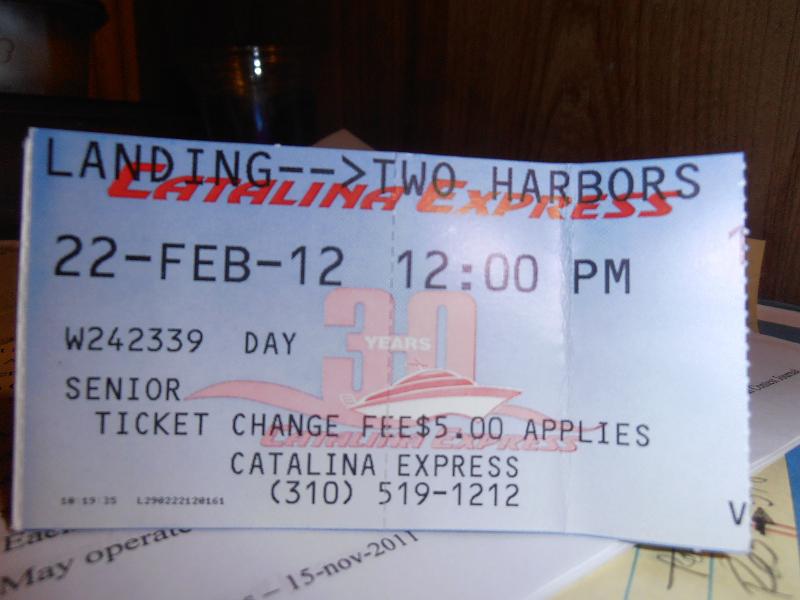 LANDING-->TWO HARBORS
CATALINA EXPRESS
22-FEB-12 12:00 PM
30
YEARS
W242339 DAY
SENIOR
TICKET CHANGE FEE$5.00 APPLIES
CATALINA EXPRESS
CATALINA EXPRESS
(310) 519-1212
10:19:35 L290222120161
V
May operate
15-nov-2011